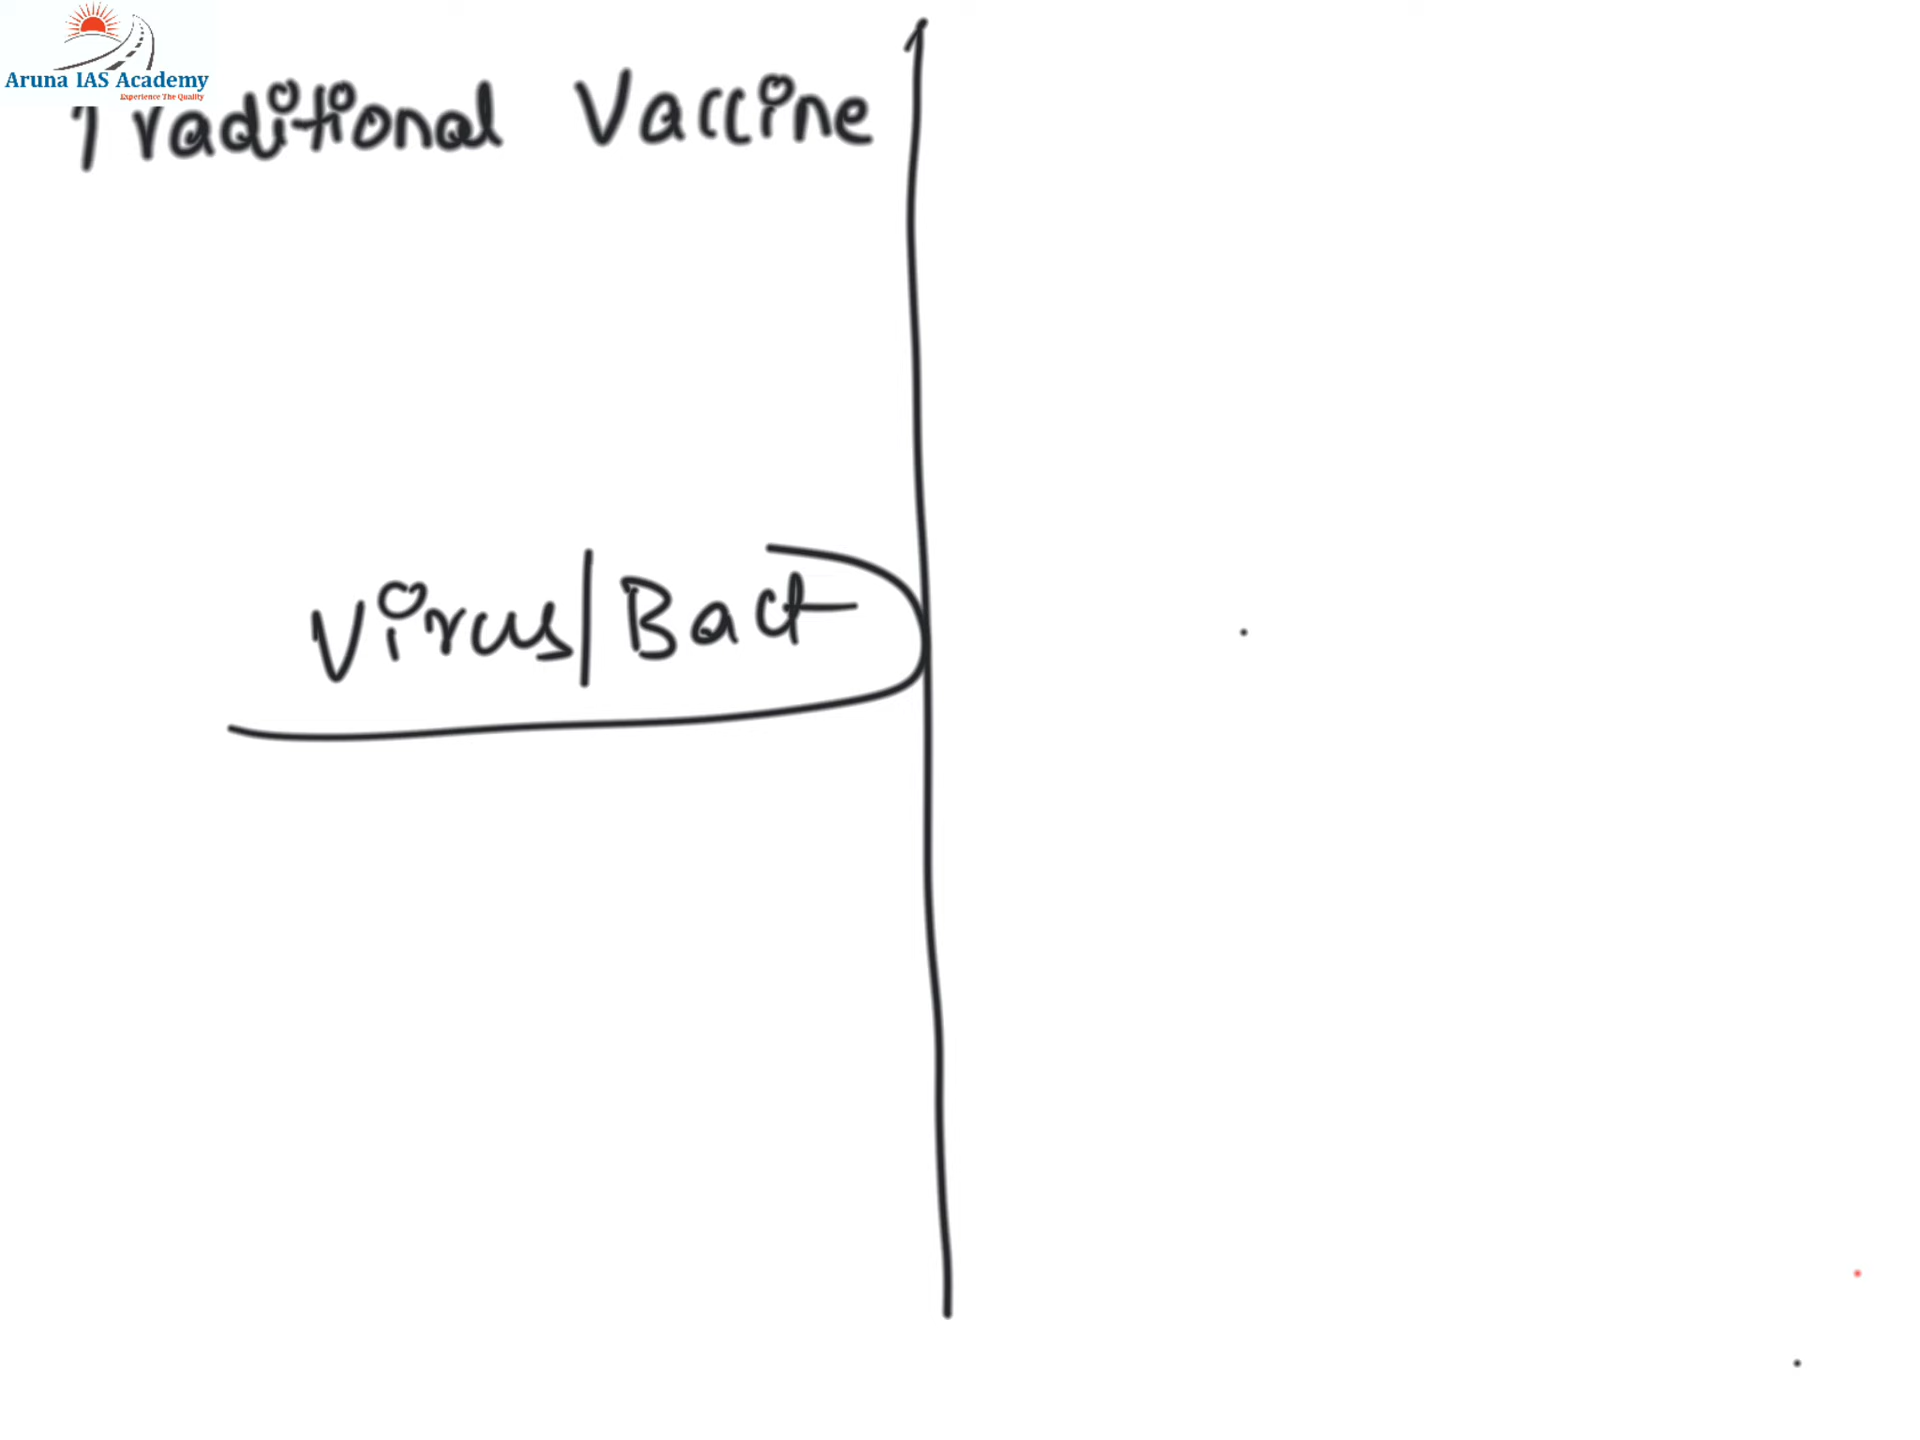 Aruna IAS Academy
Experience The Quality
Traditional Vaccine
Virus/Bact